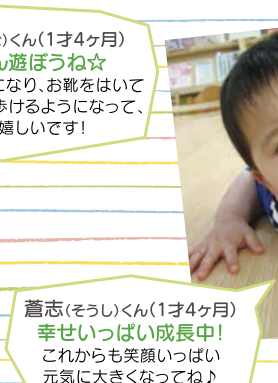 くん(1才4ヶ月)
ん遊ぼうね☆
になり、お靴をはいて
歩けるようになって、
嬉しいです!
蒼志(そうし)くん(1才4ヶ月)
幸せいっぱい成長中!
これからも笑顔いっぱい
元気に大きくなってね♪